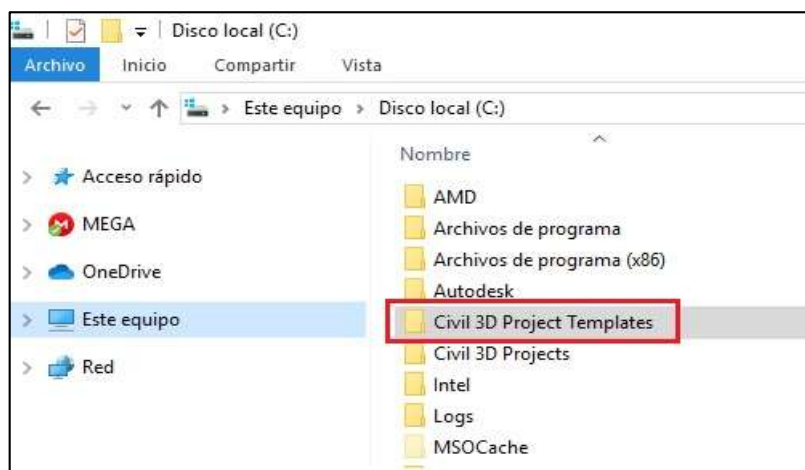 Disco local (C:)
Archivo Inicio Compartir Vista
Este equipo > Disco local (C:)
Nombre
Acceso rápido
MEGA
OneDrive
Este equipo
Red
AMD
Archivos de programa
Archivos de programa (x86)
Autodesk
Civil 3D Project Templates
Civil 3D Projects
Intel
Logs
MSOCache